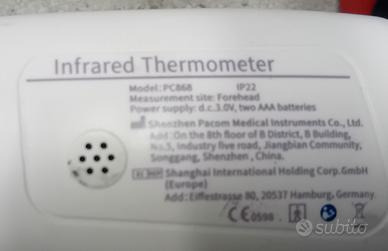 Infrared Thermometer
Model: PC868 IP22
Measurement site: Forehead
Power supply: d.c.3.0V, two AAA batteries
Shenzhen Pacom Medical Instruments Co., Ltd.
Add: On the 8th floor of B District, B Building,
No.5, Industry five road, Jiangbian Community,
Songgang, Shenzhen , China.
EC REP Shanghai International Holding Corp.GmbH
(Europe)
Add: Eiffestrasse 80, 20537 Hamburg, Germany
CE 0598
subito